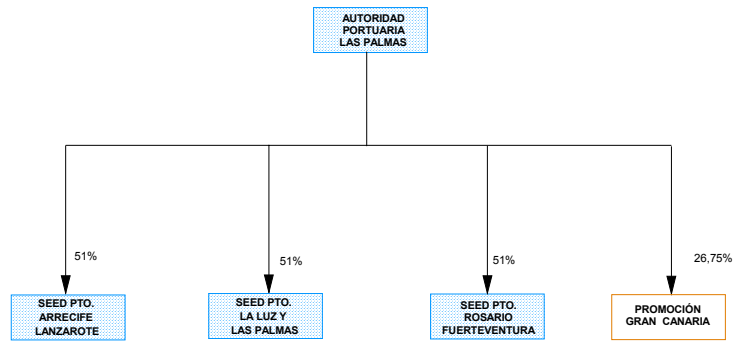 AUTORIDAD
PORTUARIA
LAS PALMAS
51%
51%
51%
26,75%
SEED PTO.
ARRECIFE
LANZAROTE
SEED PTO.
LA LUZ Y
LAS PALMAS
SEED PTO.
ROSARIO
FUERTEVENTURA
PROMOCIÓN
GRAN CANARIA